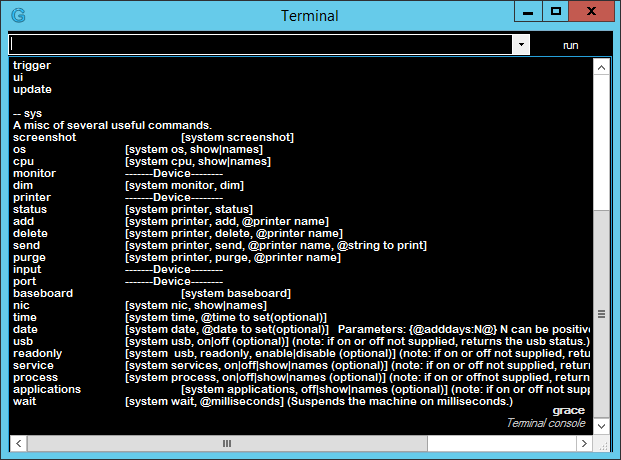 Terminal
run
trigger
ui
update
-- sys
A misc of several useful commands.
screenshot [system screenshot]
os [system os, show|names]
cpu [system cpu, show|names]
monitor -------Device--------
dim [system monitor, dim]
printer -------Device--------
status [system printer, status]
add [system printer, add, @printer name]
delete [system printer, delete, @printer name]
send [system printer, send, @printer name, @string to print]
purge [system printer, purge, @printer name]
input -------Device--------
port -------Device--------
baseboard [system baseboard]
nic [system nic, show|names]
time [system time, @time to set(optional)]
date [system date, @date to set(optional)] Parameters: {@adddays:N@} N can be positive
usb [system usb, on|off (optional)] (note: if on or off not supplied, returns the usb status.)
readonly [system usb, readonly, enable|disable (optional)] (note: if on or off not supplied, retu
service [system services, on|off|show|names (optional)] (note: if on or off not supplied, return
process [system process, on|off|show|names (optional)] (note: if on or offnot supplied, return
applications [system applications, off|show|names (optional)] (note: if on or off not supp
wait [system wait, @milliseconds] (Suspends the machine on milliseconds.)
grace
Terminal console